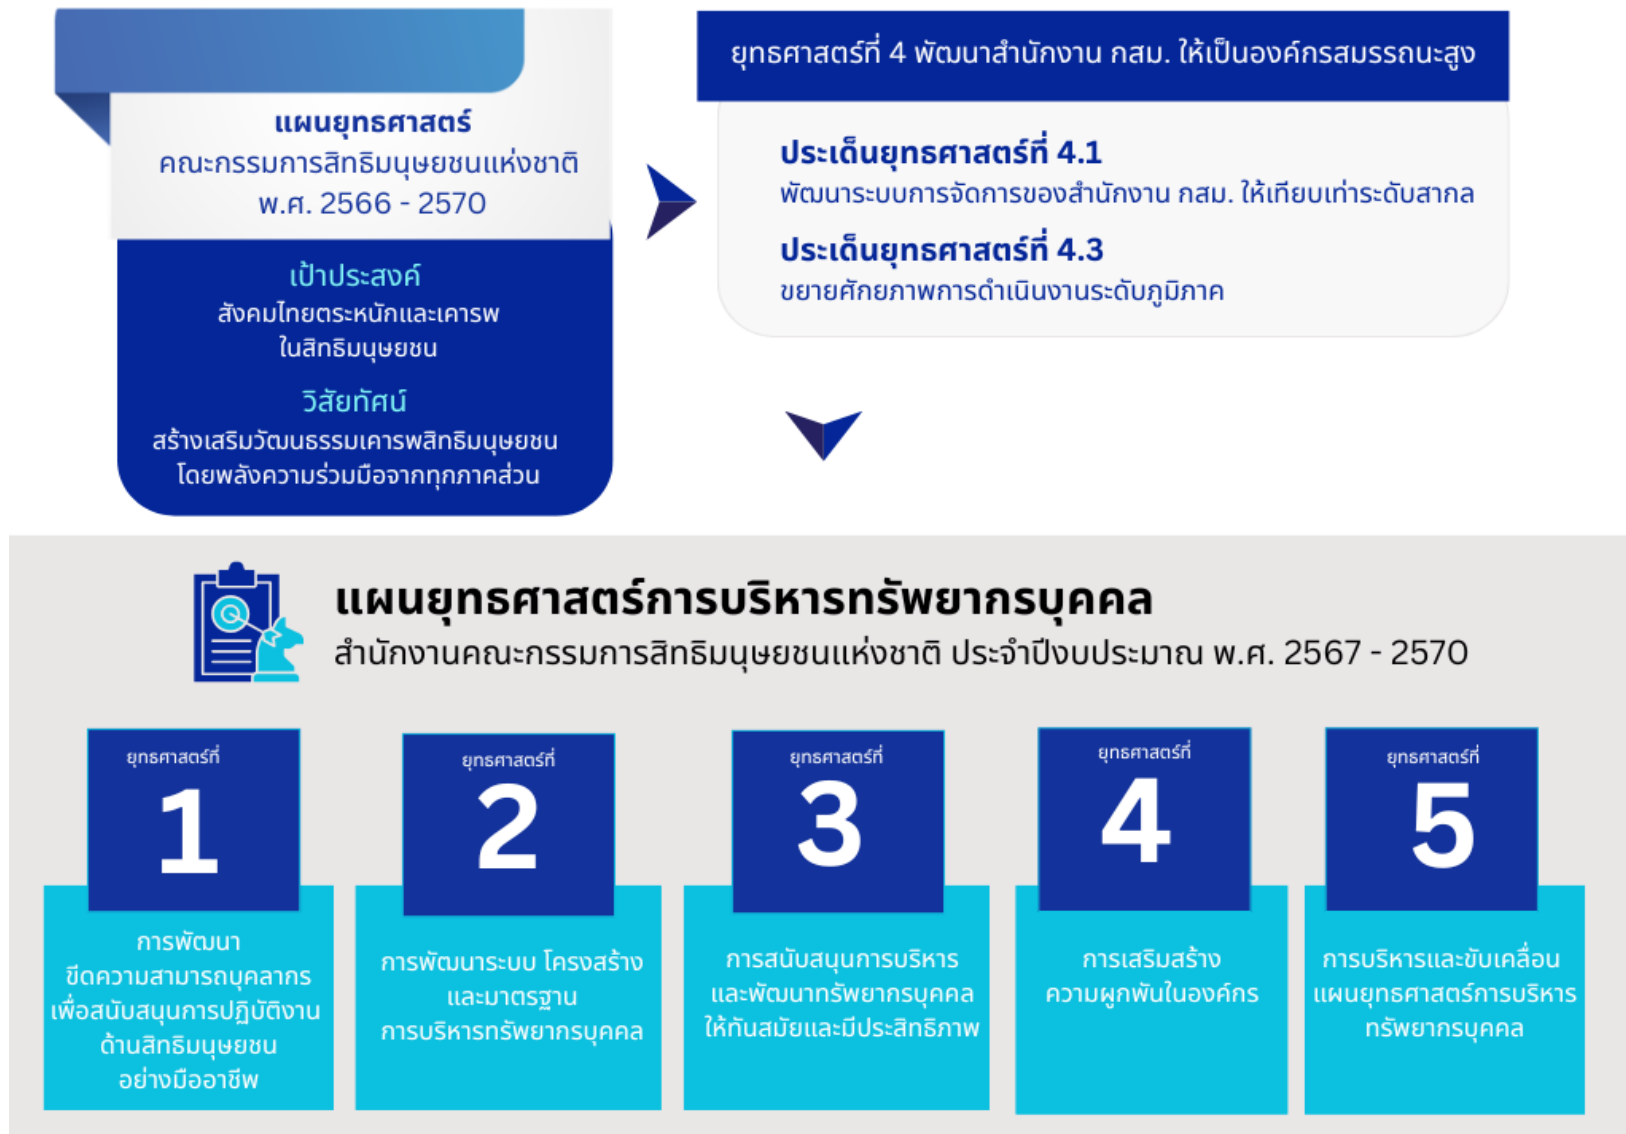 แผนยุทธศาสตร์
คณะกรรมการสิทธิมนุษยชนแห่งชาติ
พ.ศ. 2566 - 2570
เป้าประสงค์
สังคมไทยตระหนักและเคารพ
ในสิทธิมนุษยชน
วิสัยทัศน์
สร้างเสริมวัฒนธรรมเคารพสิทธิมนุษยชน
โดยพลังความร่วมมือจากทุกภาคส่วน
ยุทธศาสตร์ที่ 4 พัฒนาสำนักงาน กสม. ให้เป็นองค์กรสมรรถนะสูง
ประเด็นยุทธศาสตร์ที่ 4.1
พัฒนาระบบการจัดการของสำนักงาน กสม. ให้เทียบเท่าระดับสากล
ประเด็นยุทธศาสตร์ที่ 4.3
ขยายศักยภาพการดำเนินงานระดับภูมิภาค
แผนยุทธศาสตร์การบริหารทรัพยากรบุคคล
สำนักงานคณะกรรมการสิทธิมนุษยชนแห่งชาติ ประจำปีงบประมาณ พ.ศ. 2567 - 2570
ยุทธศาสตร์ที่
1
การพัฒนา
ขีดความสามารถบุคลากร
เพื่อสนับสนุนการปฏิบัติงาน
ด้านสิทธิมนุษยชน
อย่างมืออาชีพ
ยุทธศาสตร์ที่
2
การพัฒนาระบบ โครงสร้าง
และมาตรฐาน
การบริหารทรัพยากรบุคคล
ยุทธศาสตร์ที่
3
การสนับสนุนการบริหาร
และพัฒนาทรัพยากรบุคคล
ให้ทันสมัยและมีประสิทธิภาพ
ยุทธศาสตร์ที่
4
การเสริมสร้าง
ความผูกพันในองค์กร
ยุทธศาสตร์ที่
5
การบริหารและขับเคลื่อน
แผนยุทธศาสตร์การบริหาร
ทรัพยากรบุคคล